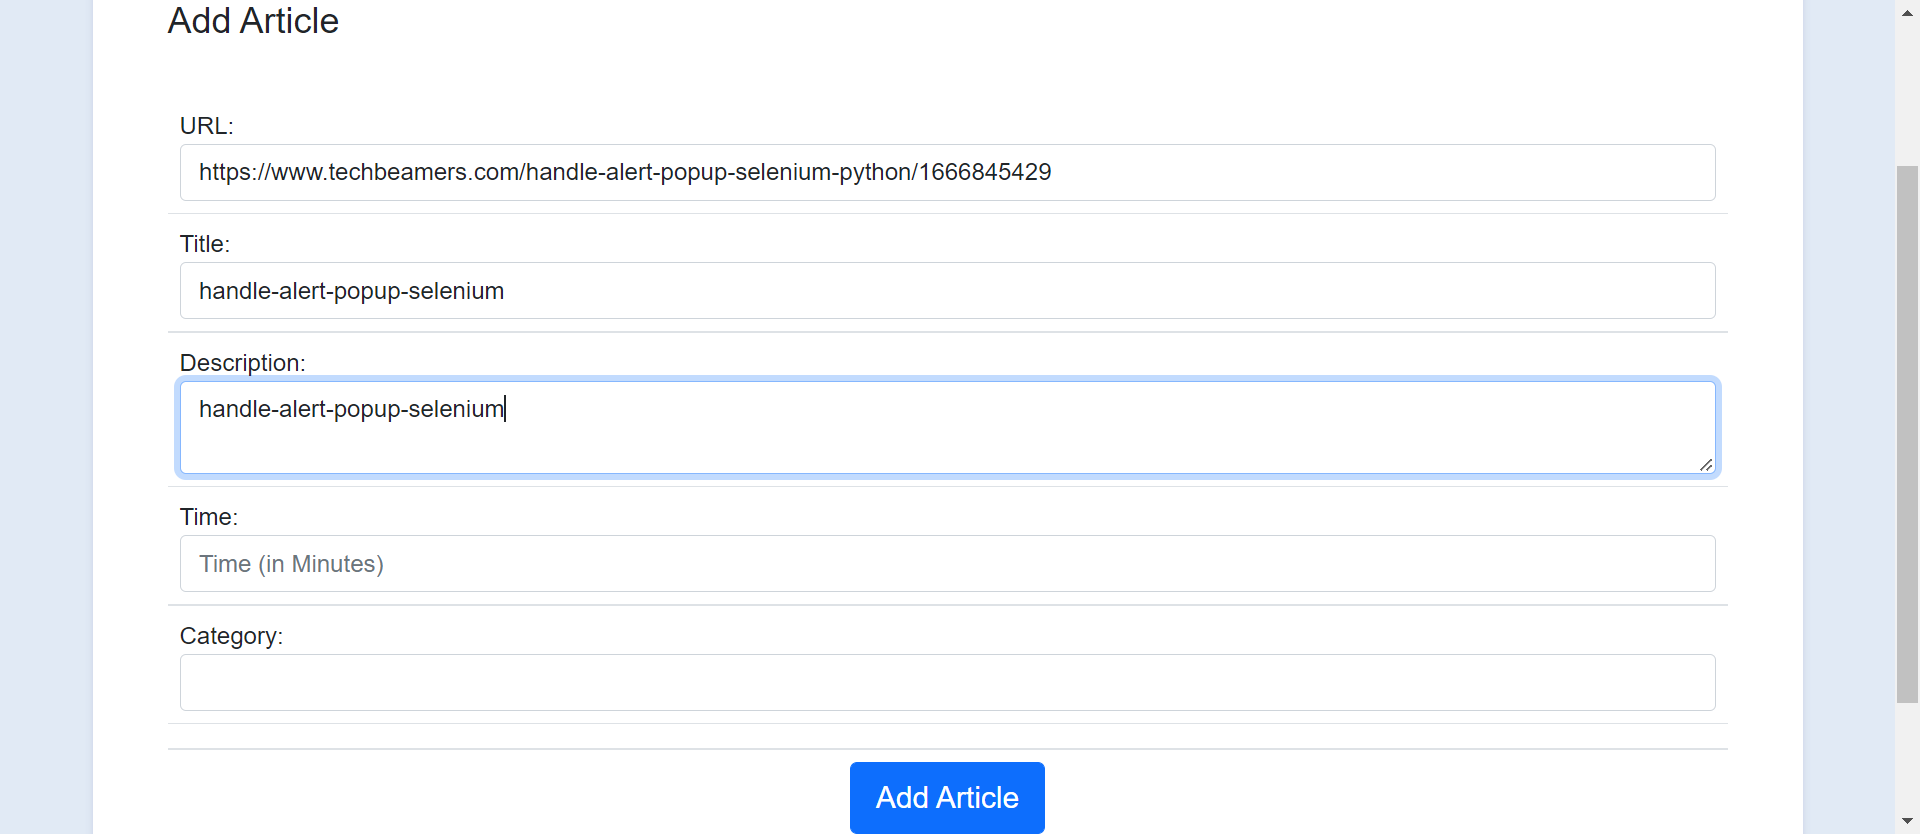 Add Article
URL:
https://www.techbeamers.com/handle-alert-popup-selenium-python/1666845429
Title:
handle-alert-popup-selenium
Description:
handle-alert-popup-selenium
Time:
Time (in Minutes)
Category:
Add Article